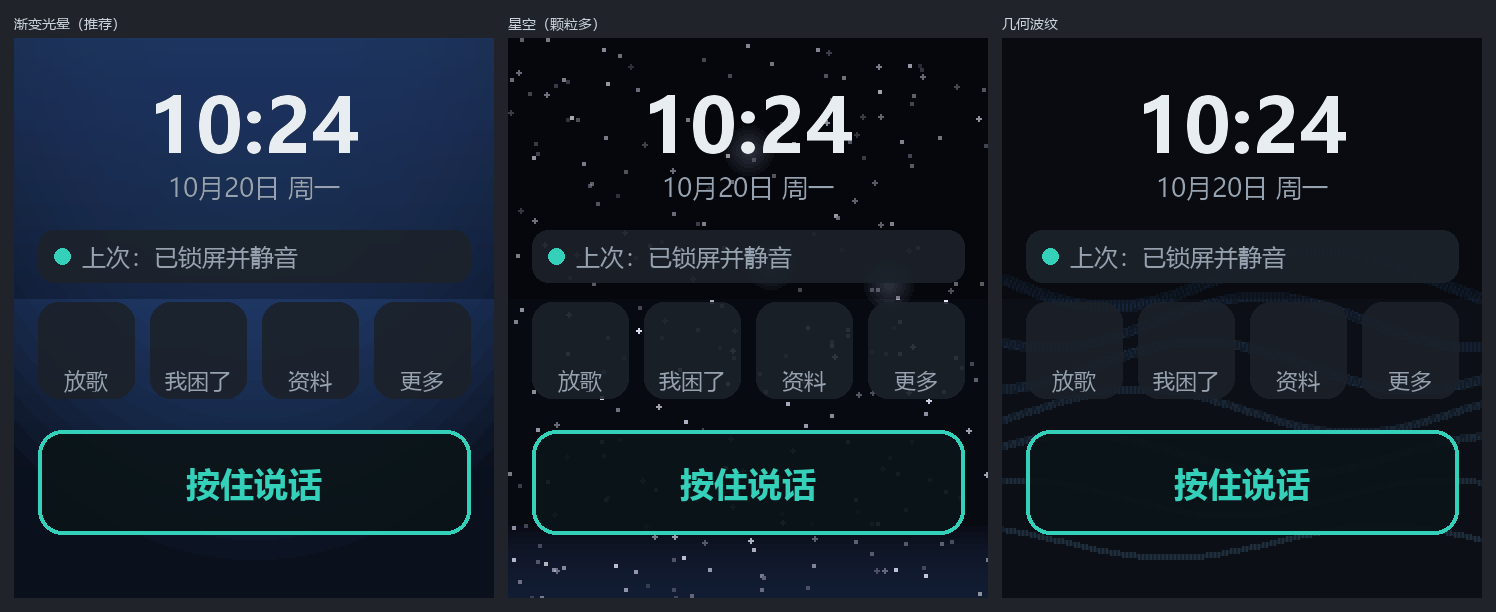 渐变光晕（推荐）
10:24
10月20日 周一
上次：已锁屏并静音
放歌 我困了 资料 更多
按住说话
星空（颗粒多）
10:24
10月20日 周一
上次：已锁屏并静音
放歌 我困了 资料 更多
按住说话
几何波纹
10:24
10月20日 周一
上次：已锁屏并静音
放歌 我困了 资料 更多
按住说话